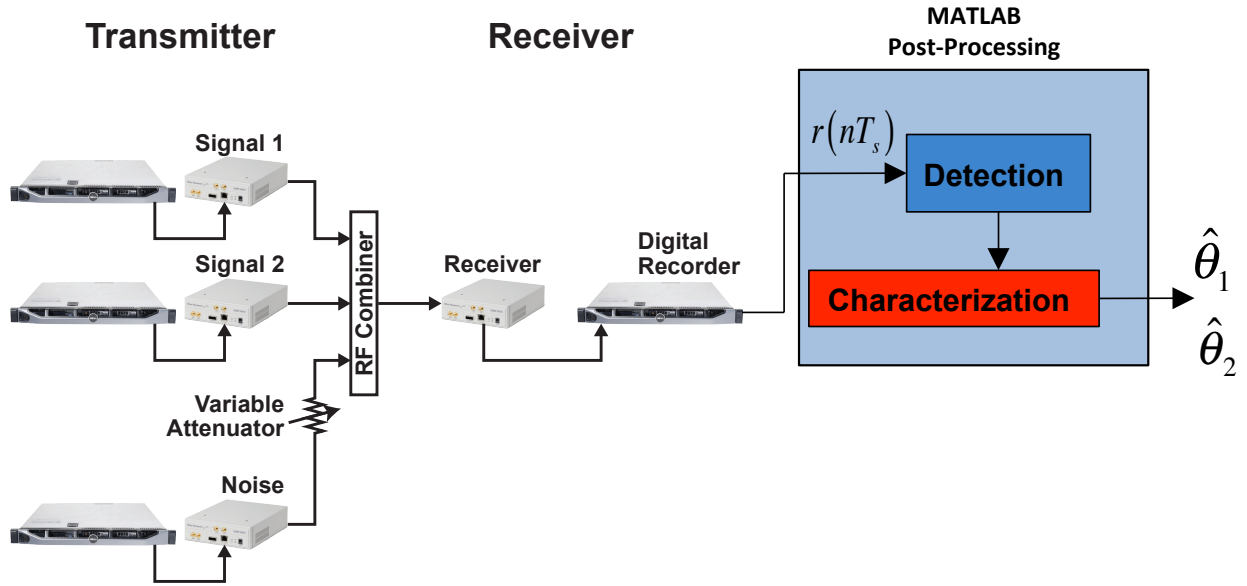 Transmitter
Receiver
MATLAB
Post-Processing
Signal 1
Signal 2
Variable
Attenuator
Noise
RF Combiner
Receiver
Digital
Recorder
r(nT_s)
Detection
Characterization
θ̂₁
θ̂₂